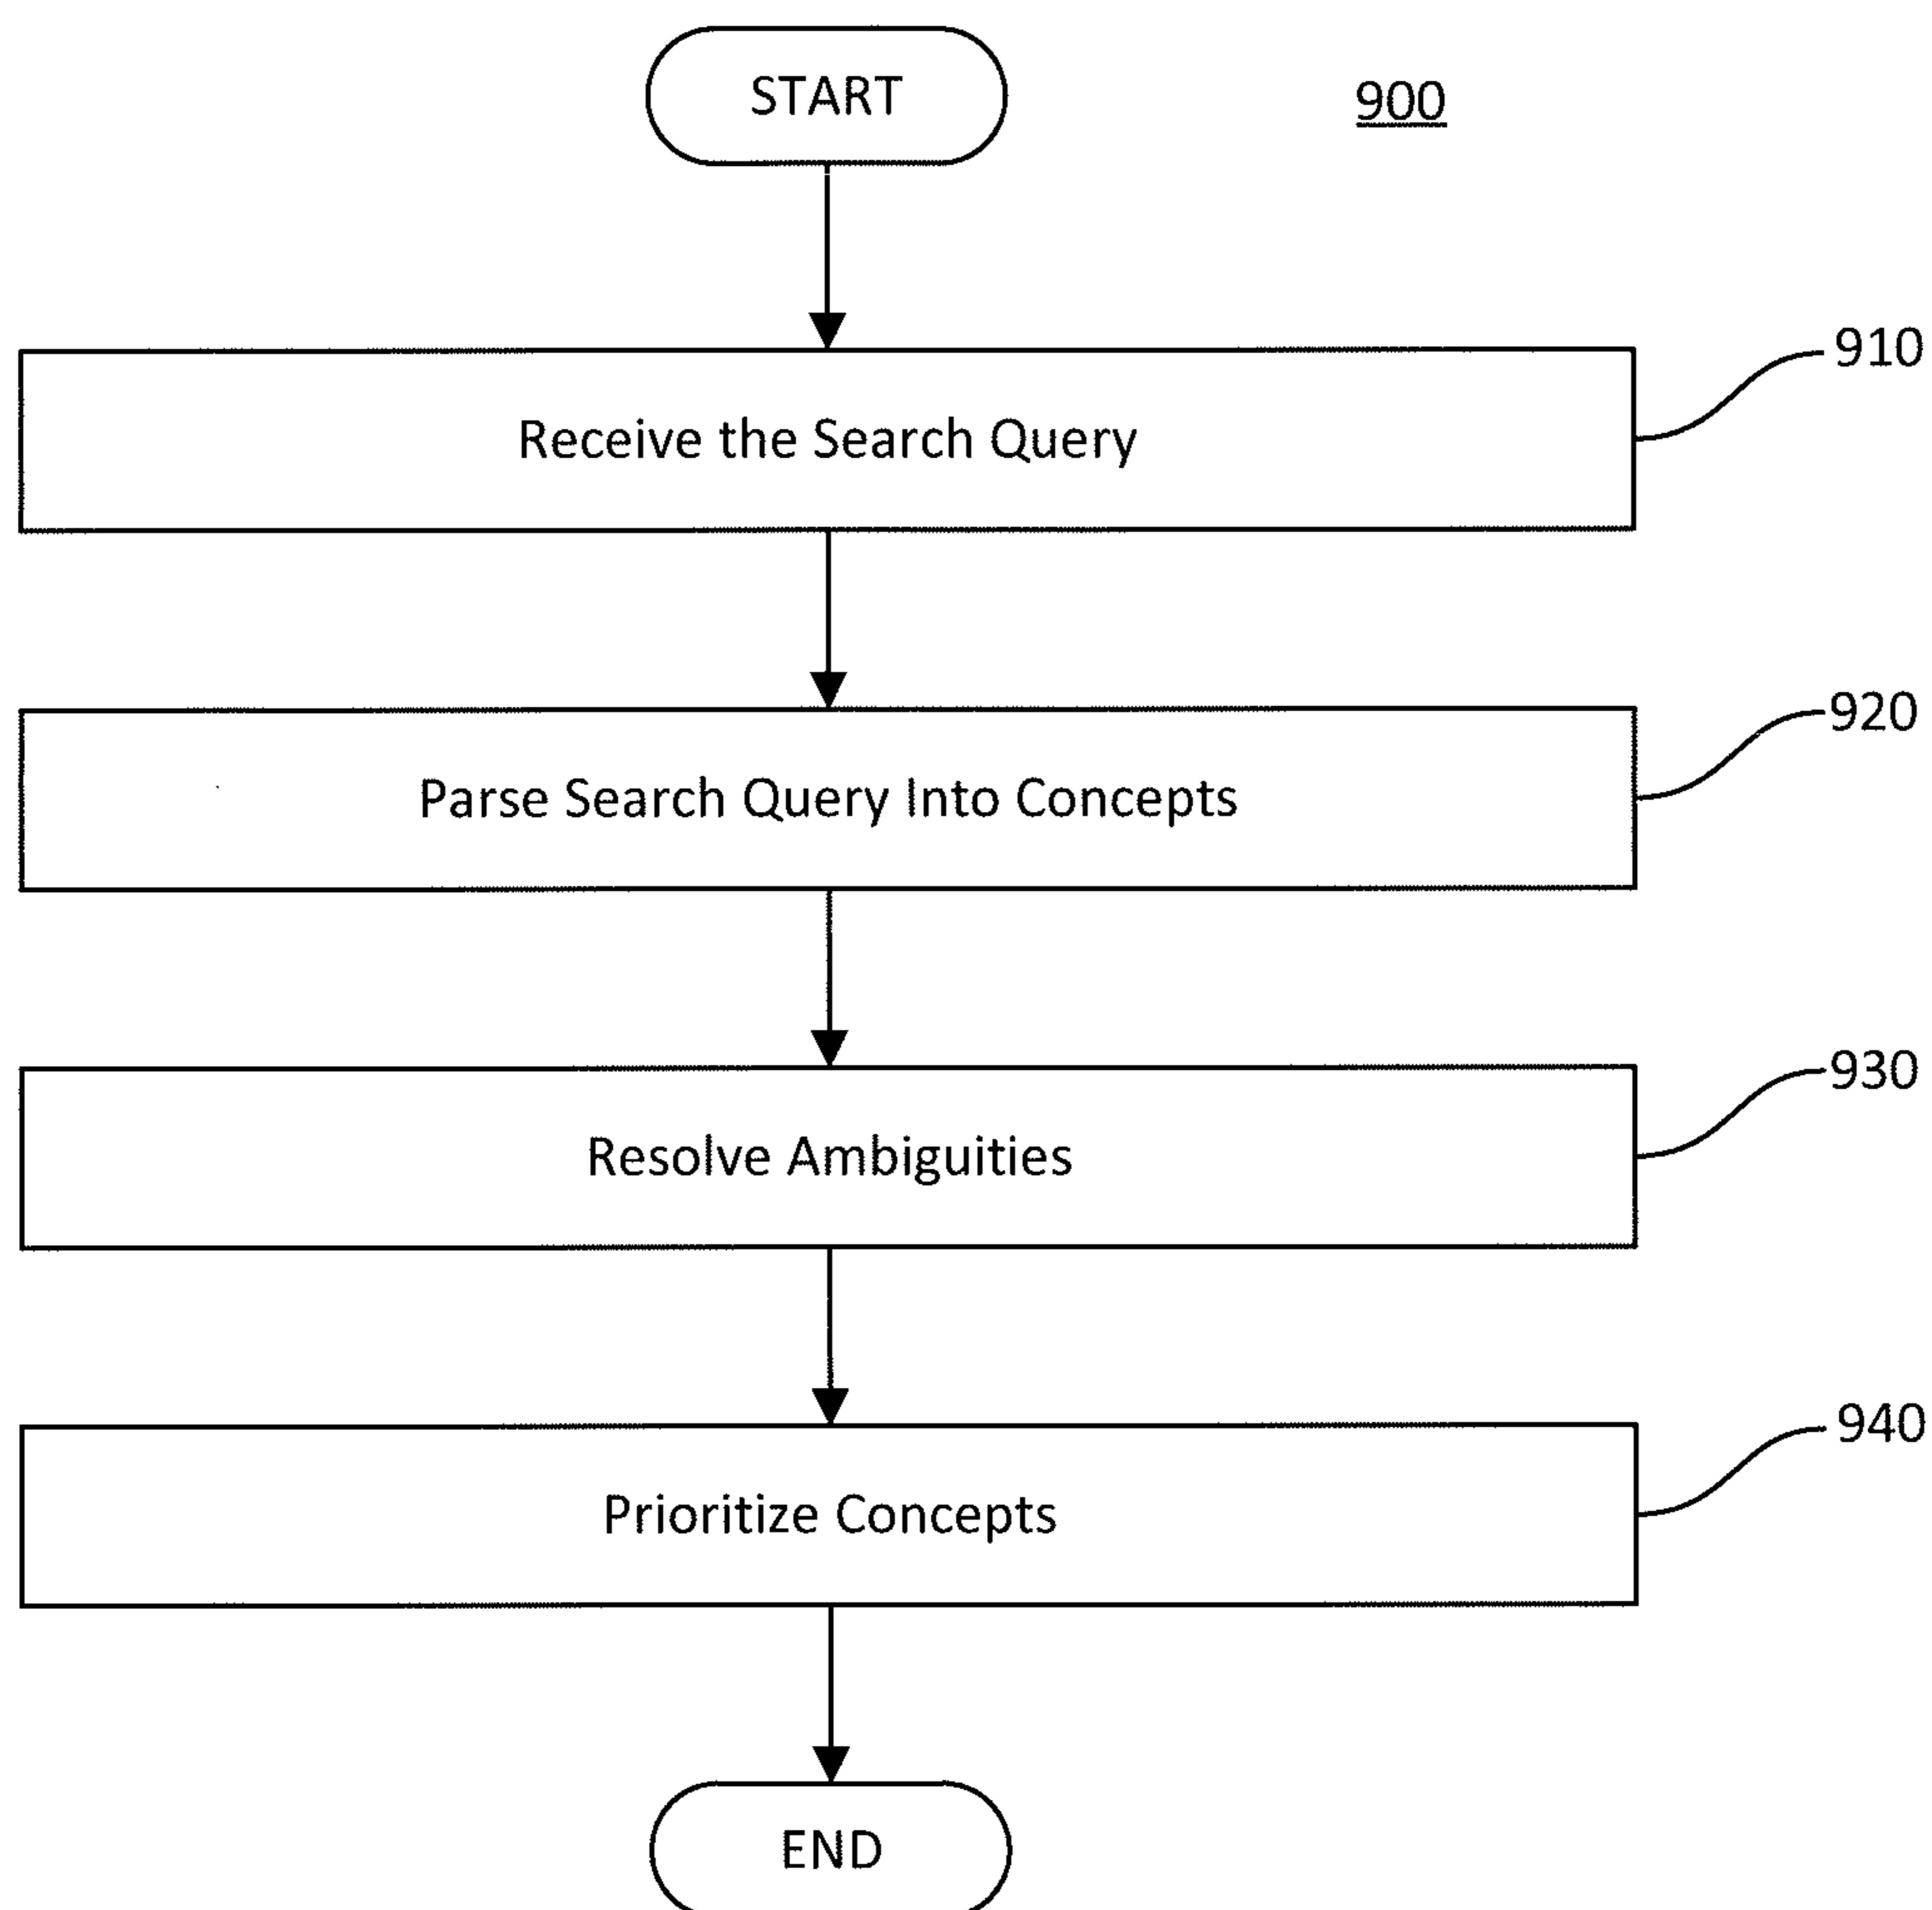 START
900
910
Receive the Search Query
920
Parse Search Query Into Concepts
930
Resolve Ambiguities
940
Prioritize Concepts
END